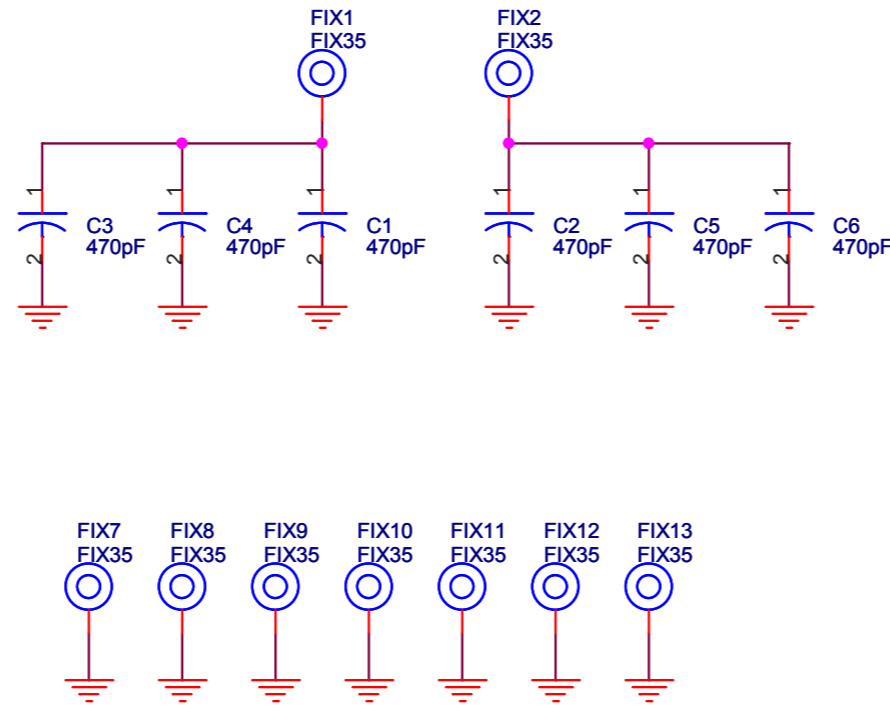 FIX1
FIX35
FIX2
FIX35
1
2
C3
470pF
1
2
C4
470pF
1
2
C1
470pF
1
2
C2
470pF
1
2
C5
470pF
1
2
C6
470pF
FIX7
FIX35
FIX8
FIX35
FIX9
FIX35
FIX10
FIX35
FIX11
FIX35
FIX12
FIX35
FIX13
FIX35